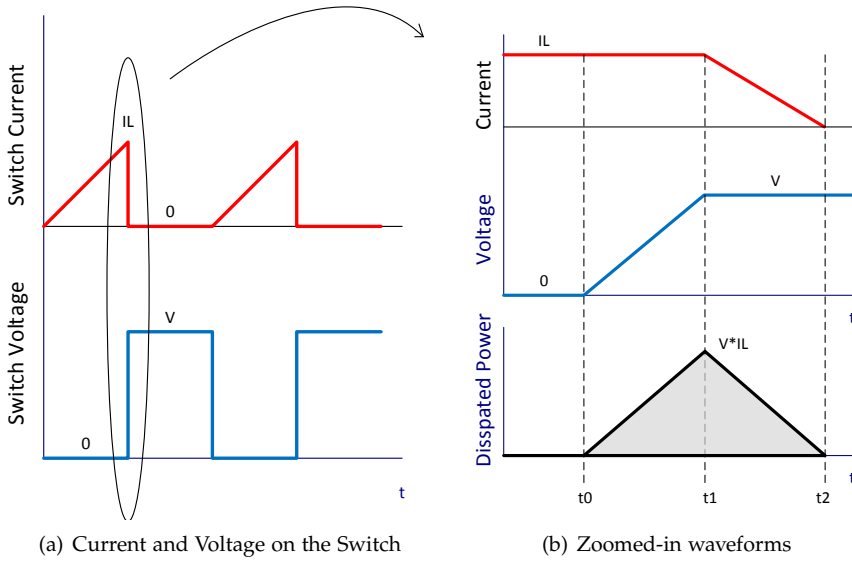 Switch Current
IL
0
Switch Voltage
V
0
t
(a) Current and Voltage on the Switch
Current
IL
Voltage
V
0
t
Disspated Power
V*IL
t
t0
t1
t2
(b) Zoomed-in waveforms